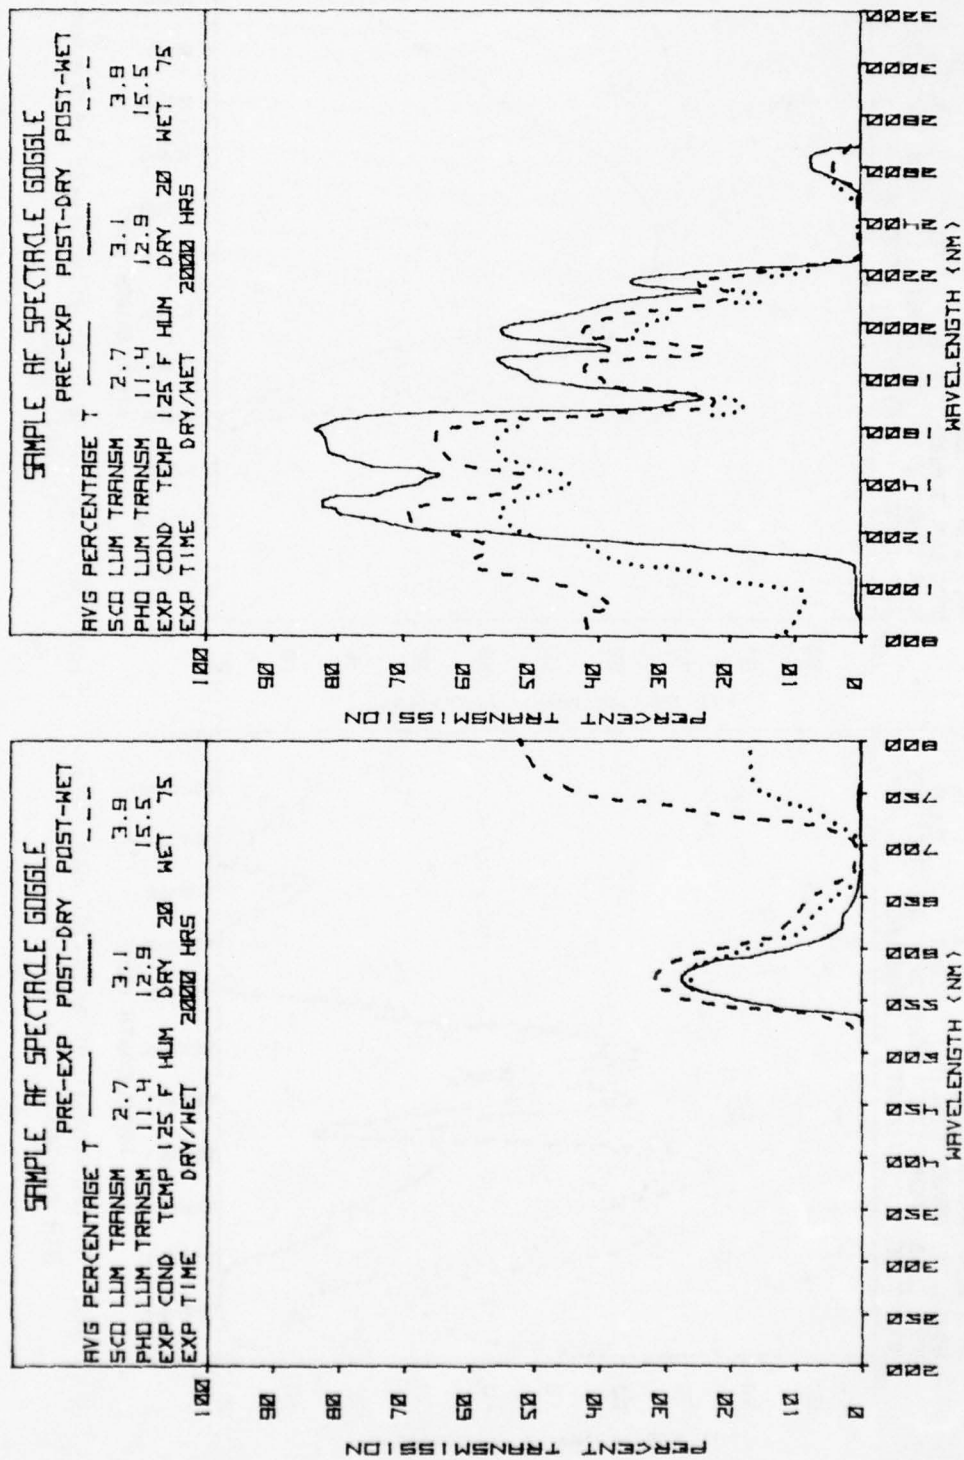 SAMPLE AF SPECTACLE GOGGLE
PRE-EXP POST-DRY POST-WET
AVG PERCENTAGE T
SCO LUM TRANSM 2.7 3.1 3.9
PHO LUM TRANSM 11.4 12.9 15.5
EXP COND TEMP 125 F HUM DRY 20 WET 75
EXP TIME DRY/WET 2000 HRS
100
90
80
70
60
50
40
30
20
10
0
PERCENT TRANSMISSION
200
250
300
350
400
450
500
550
600
650
700
750
800
WAVELENGTH (NM)
SAMPLE AF SPECTACLE GOGGLE
PRE-EXP POST-DRY POST-WET
AVG PERCENTAGE T
SCO LUM TRANSM 2.7 3.1 3.9
PHO LUM TRANSM 11.4 12.9 15.5
EXP COND TEMP 125 F HUM DRY 20 WET 75
EXP TIME DRY/WET 2000 HRS
100
90
80
70
60
50
40
30
20
10
0
PERCENT TRANSMISSION
800
1000
1200
1400
1600
1800
2000
2200
2400
2600
2800
3000
3200
WAVELENGTH (NM)